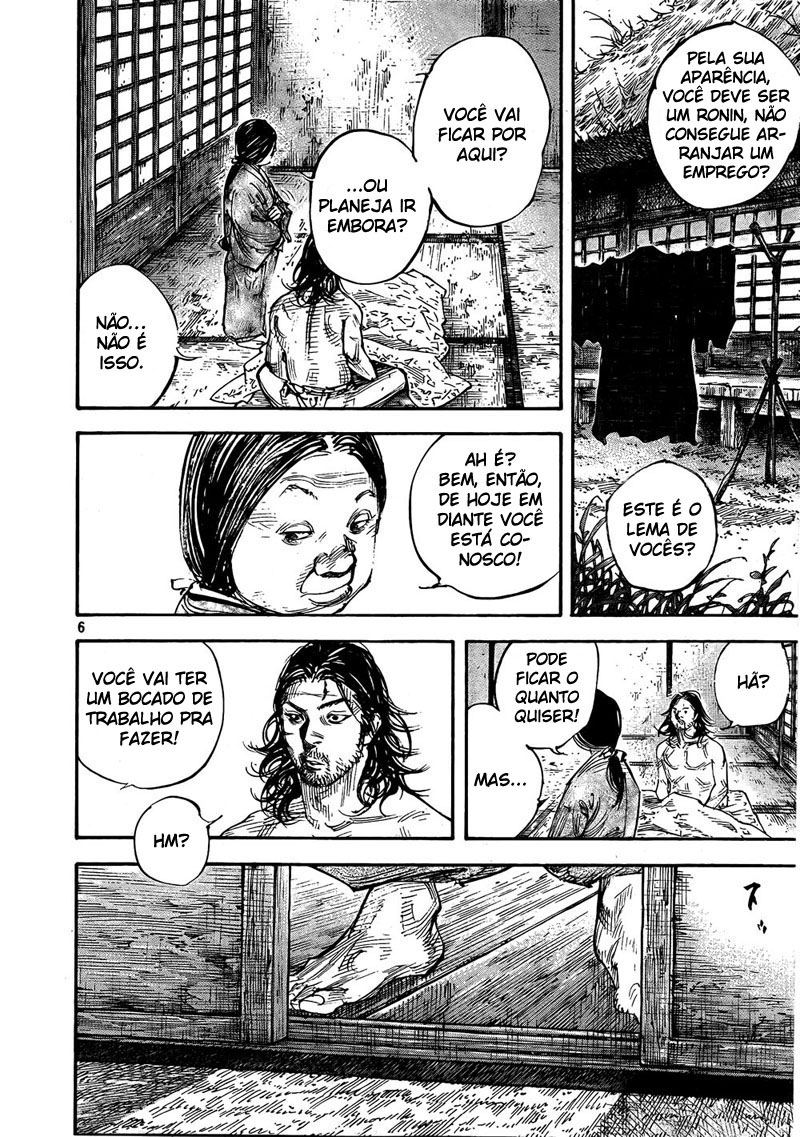 PELA SUA
APARÊNCIA,
VOCÊ DEVE SER
UM RONIN, NÃO
CONSEGUE AR-
RANJAR UM
EMPREGO?
ESTE É O
LEMA DE
VOCÊS?
VOCÊ VAI
FICAR POR
AQUI?
...OU
PLANEJA IR
EMBORA?
NÃO...
NÃO É
ISSO.
AH É?
BEM, ENTÃO,
DE HOJE EM
DIANTE VOCÊ
ESTÁ CO-
NOSCO!
6
HÃ?
PODE
FICAR O
QUANTO
QUISER!
MAS...
VOCÊ VAI TER
UM BOCADO DE
TRABALHO PRA
FAZER!
HM?